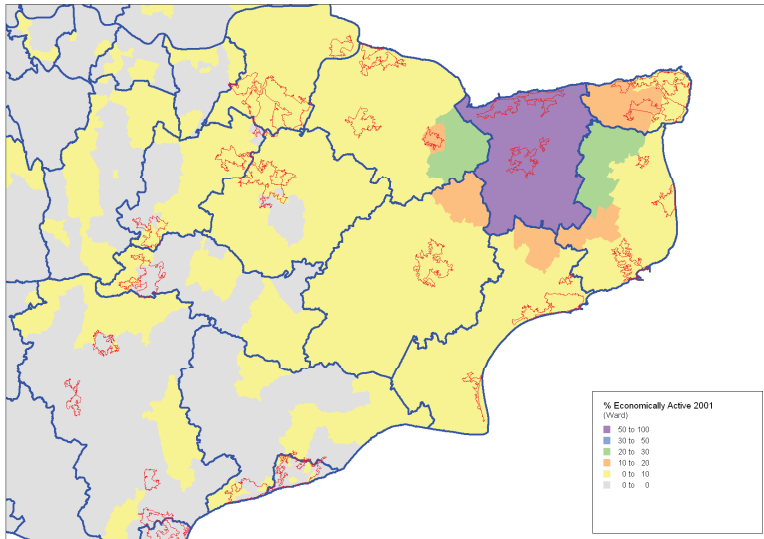 % Economically Active 2001
(Ward)
50 to 100
30 to 50
20 to 30
10 to 20
0 to 10
0 to 0